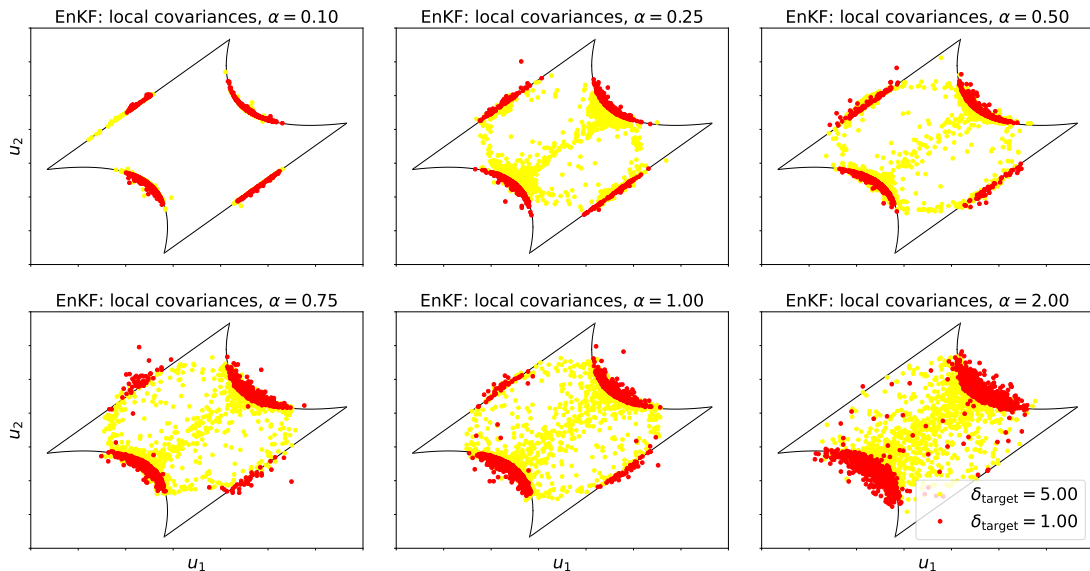 EnKF: local covariances, α = 0.10
EnKF: local covariances, α = 0.25
EnKF: local covariances, α = 0.50
u₂
EnKF: local covariances, α = 0.75
EnKF: local covariances, α = 1.00
EnKF: local covariances, α = 2.00
u₂
δtarget = 5.00
δtarget = 1.00
u₁
u₁
u₁